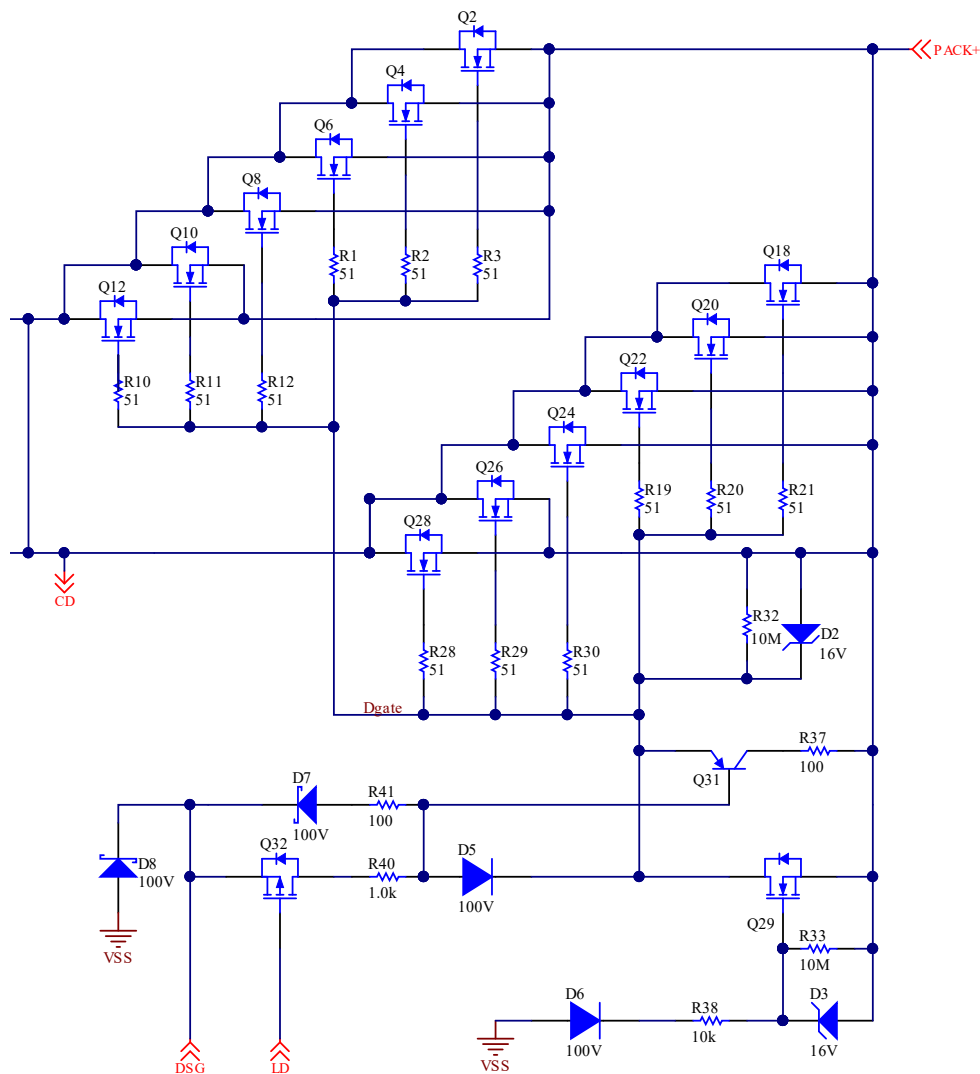 Q2
PACK+
Q4
Q6
Q8
Q10
Q12
R1
51
R2
51
R3
51
Q18
Q20
Q22
Q24
Q26
Q28
R10
51
R11
51
R12
51
R19
51
R20
51
R21
51
CD
R32
10M
D2
16V
R28
51
R29
51
R30
51
Dgate
R37
100
Q31
D7
100V
R41
100
D8
100V
Q32
R40
1.0k
D5
100V
VSS
Q29
R33
10M
D6
100V
R38
10k
D3
16V
VSS
DSG
LD